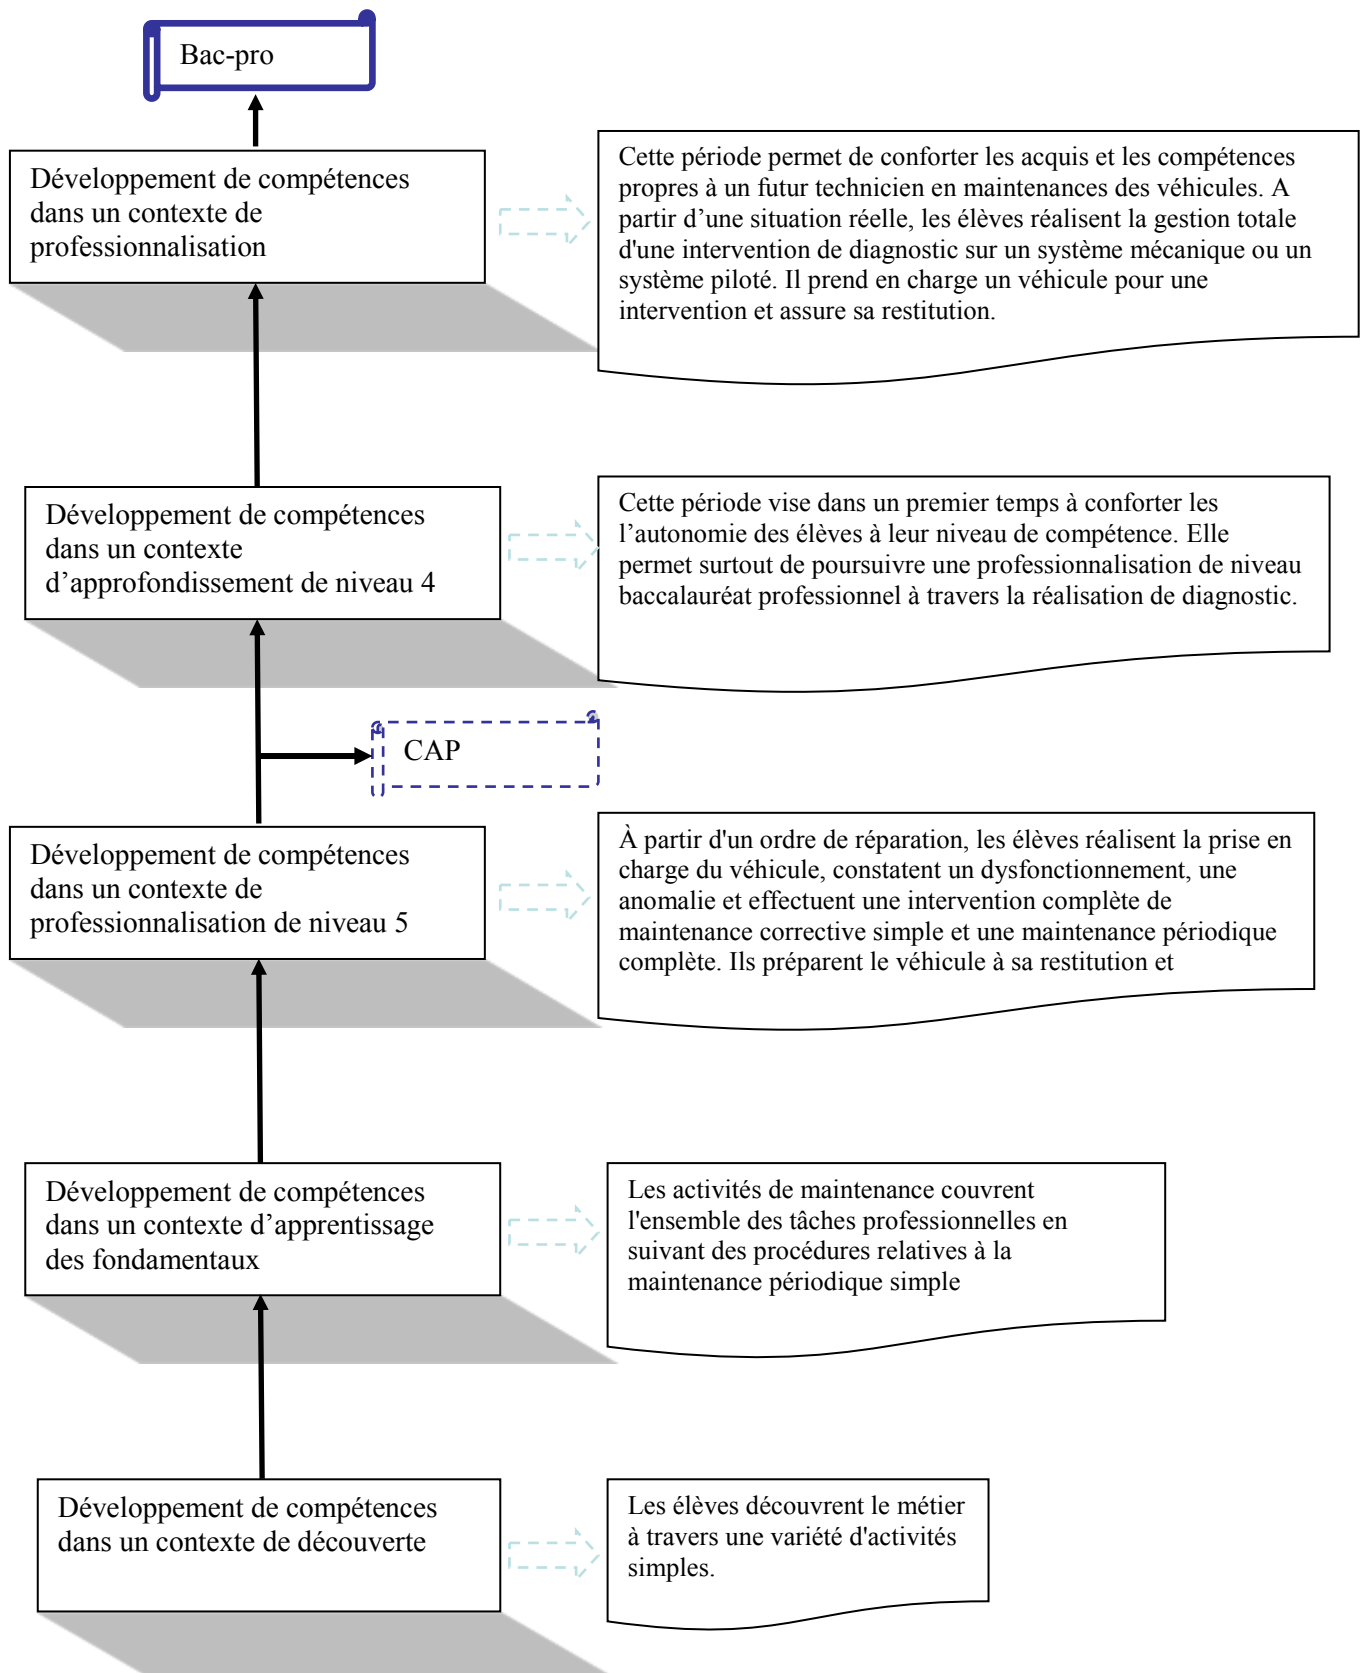 Bac-pro
Développement de compétences
dans un contexte de
professionnalisation
Cette période permet de conforter les acquis et les compétences
propres à un futur technicien en maintenances des véhicules. A
partir d’une situation réelle, les élèves réalisent la gestion totale
d'une intervention de diagnostic sur un système mécanique ou un
système piloté. Il prend en charge un véhicule pour une
intervention et assure sa restitution.
Développement de compétences
dans un contexte
d’approfondissement de niveau 4
Cette période vise dans un premier temps à conforter les
l’autonomie des élèves à leur niveau de compétence. Elle
permet surtout de poursuivre une professionnalisation de niveau
baccalauréat professionnel à travers la réalisation de diagnostic.
CAP
Développement de compétences
dans un contexte de
professionnalisation de niveau 5
À partir d'un ordre de réparation, les élèves réalisent la prise en
charge du véhicule, constatent un dysfonctionnement, une
anomalie et effectuent une intervention complète de
maintenance corrective simple et une maintenance périodique
complète. Ils préparent le véhicule à sa restitution et
Développement de compétences
dans un contexte d’apprentissage
des fondamentaux
Les activités de maintenance couvrent
l'ensemble des tâches professionnelles en
suivant des procédures relatives à la
maintenance périodique simple
Développement de compétences
dans un contexte de découverte
Les élèves découvrent le métier
à travers une variété d'activités
simples.